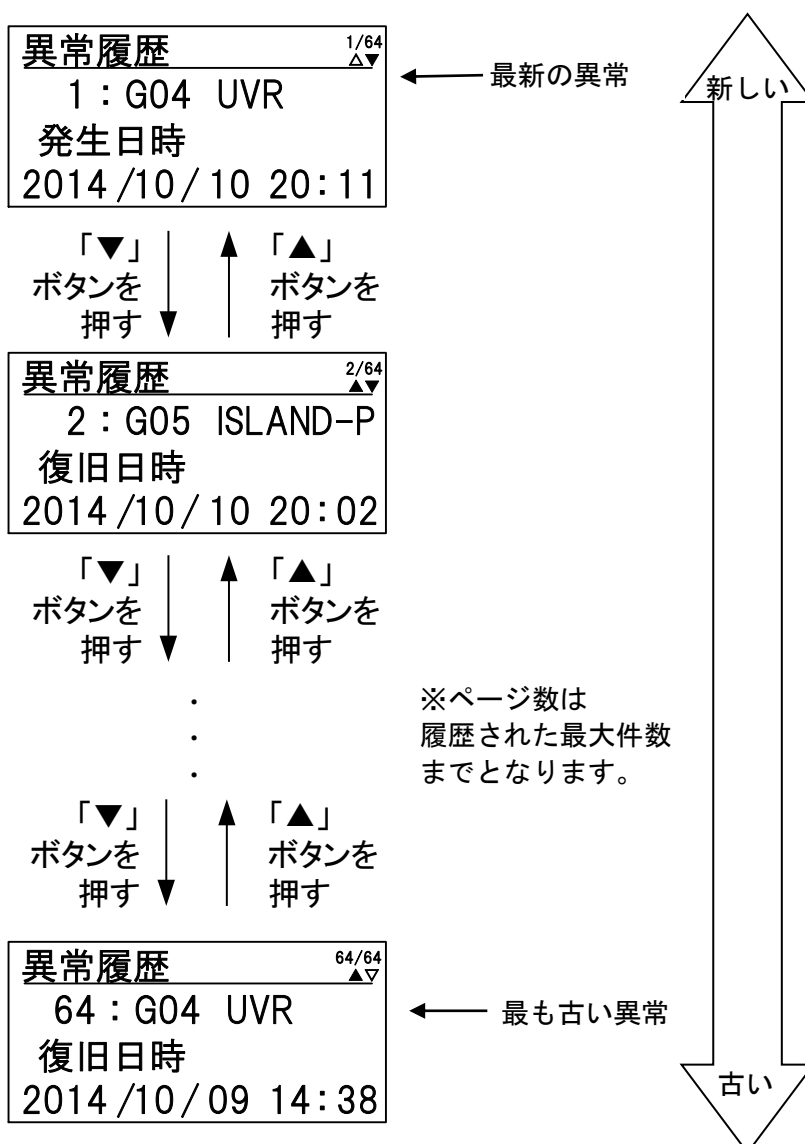 異常履歴 1/64
△▼
1：G04 UVR
発生日時
2014/10/10 20:11
最新の異常
新しい
「▼」
ボタンを
押す
「▲」
ボタンを
押す
異常履歴 2/64
▲▼
2：G05 ISLAND-P
復旧日時
2014/10/10 20:02
「▼」
ボタンを
押す
「▲」
ボタンを
押す
・
・
・
※ページ数は
履歴された最大件数
までとなります。
「▼」
ボタンを
押す
「▲」
ボタンを
押す
異常履歴 64/64
▲▽
64：G04 UVR
復旧日時
2014/10/09 14:38
最も古い異常
古い